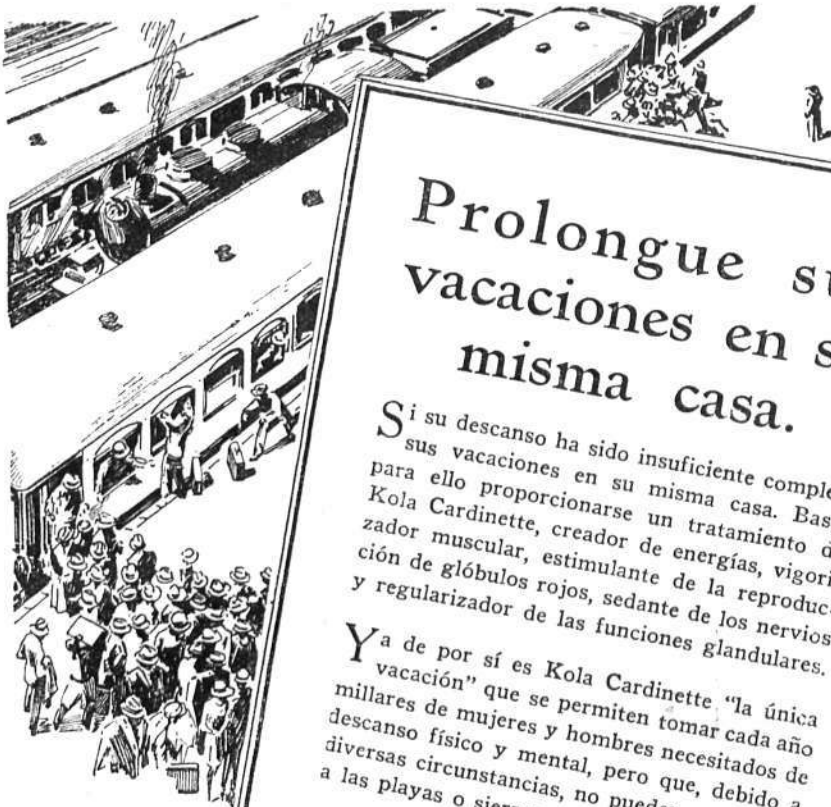 Prolongue su
vacaciones en s
misma casa.
Si su descanso ha sido insuficiente comple
sus vacaciones en su misma casa. Bas
para ello proporcionarse un tratamiento d
Kola Cardinette, creador de energías, vigori
zador muscular, estimulante de la reproduc-
ción de glóbulos rojos, sedante de los nervios
y regularizador de las funciones glandulares.
Ya de por sí es Kola Cardinette "la única
vacación" que se permiten tomar cada año
millares de mujeres y hombres necesitados de
descanso físico y mental, pero que, debido a
diversas circunstancias, no pueden
a las playas o